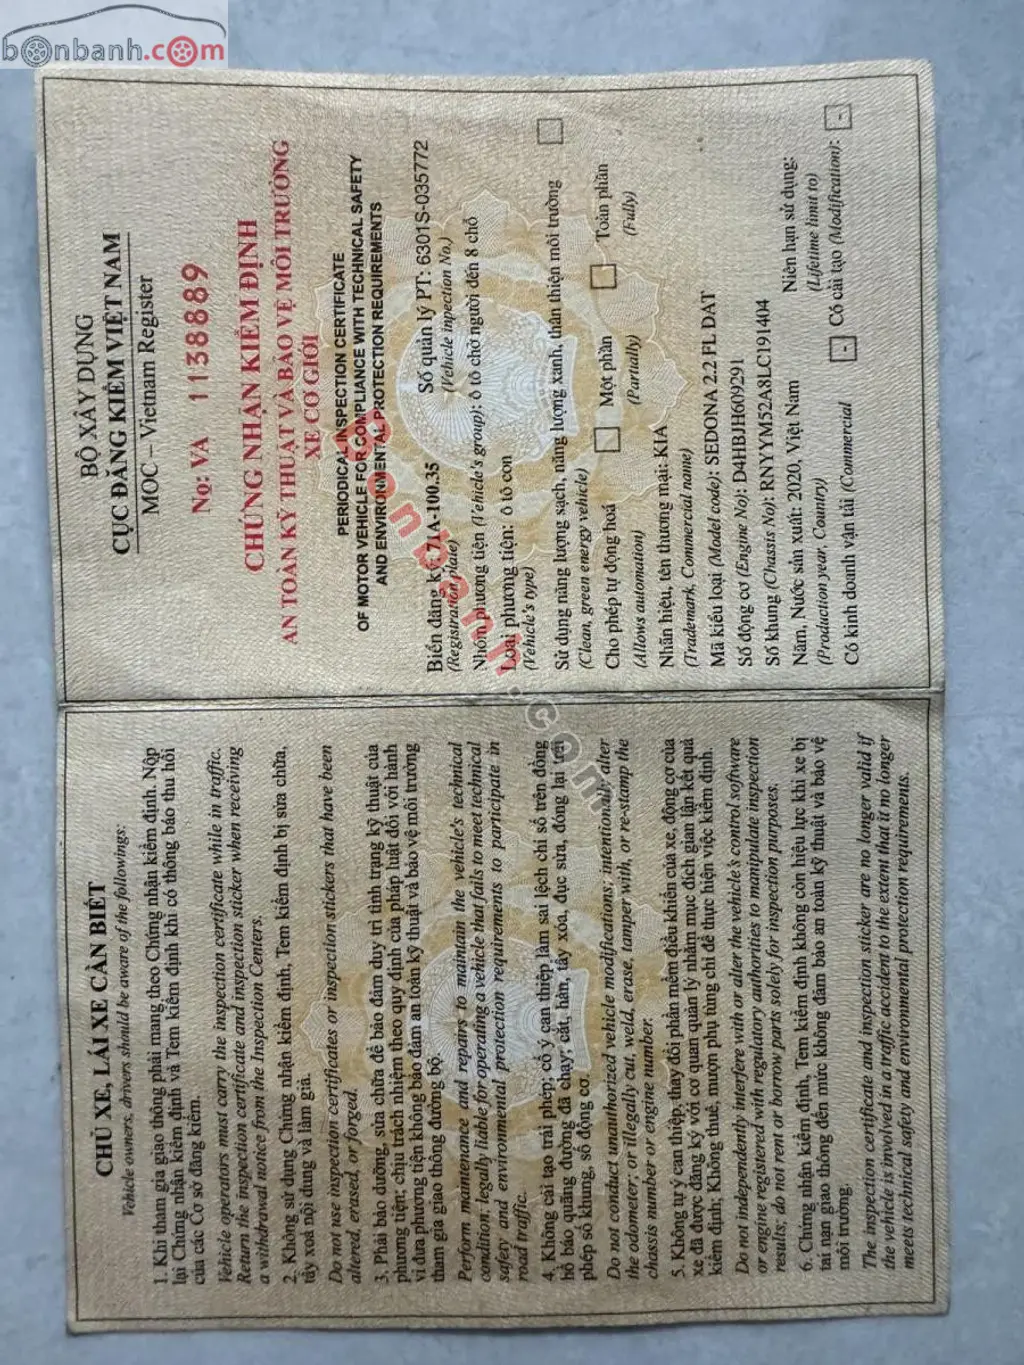 bonbanh.com
CHỦ XE, LÁI XE CẦN BIẾT
Vehicle owners, drivers should be aware of the followings:
1. Khi tham gia giao thông phải mang theo Chứng nhận kiểm định. Nộp
lại Chứng nhận kiểm định và Tem kiểm định khi có thông báo thu hồi
của các Cơ sở đăng kiểm.
Vehicle operators must carry the inspection certificate while in traffic.
Return the inspection certificate and inspection sticker when receiving
a withdrawal notice from the Inspection Centers.
2. Không sử dụng Chứng nhận kiểm định, Tem kiểm định bị sửa chữa,
tẩy xoá nội dung và làm giả.
Do not use inspection certificates or inspection stickers that have been
altered, erased, or forged.
3. Phải bảo dưỡng, sửa chữa để bảo đảm duy trì tình trạng kỹ thuật của
phương tiện; chịu trách nhiệm theo quy định của pháp luật đối với hành
vi đưa phương tiện không bảo đảm an toàn kỹ thuật và bảo vệ môi trường
tham gia giao thông đường bộ.
Perform maintenance and repairs to maintain the vehicle's technical
condition; legally liable for operating a vehicle that fails to meet technical
safety and environmental protection requirements to participate in
road traffic.
4. Không cải tạo trái phép; cố ý can thiệp làm sai lệch chỉ số trên đồng
hồ báo quãng đường đã chạy; cắt, hàn, tẩy xóa, đục sửa, đóng lại trái
phép số khung, số động cơ.
Do not conduct unauthorized vehicle modifications; intentionally alter
the odometer; or illegally cut, weld, erase, tamper with, or re-stamp the
chassis number or engine number.
5. Không tự ý can thiệp, thay đổi phần mềm điều khiển của xe, động cơ của
xe đã được đăng ký với cơ quan quản lý nhằm mục đích gian lận kết quả
kiểm định; Không thuê, mượn phụ tùng chỉ để thực hiện việc kiểm định.
Do not independently interfere with or alter the vehicle's control software
or engine registered with regulatory authorities to manipulate inspection
results; do not rent or borrow parts solely for inspection purposes.
6. Chứng nhận kiểm định, Tem kiểm định không còn hiệu lực khi xe bị
tai nạn giao thông đến mức không đảm bảo an toàn kỹ thuật và bảo vệ
môi trường.
The inspection certificate and inspection sticker are no longer valid if
the vehicle is involved in a traffic accident to the extent that it no longer
meets technical safety and environmental protection requirements.
BỘ XÂY DỰNG
CỤC ĐĂNG KIỂM VIỆT NAM
MOC – Vietnam Register
No: VA 1138889
CHỨNG NHẬN KIỂM ĐỊNH
AN TOÀN KỸ THUẬT VÀ BẢO VỆ MÔI TRƯỜNG
XE CƠ GIỚI
PERIODICAL INSPECTION CERTIFICATE
OF MOTOR VEHICLE FOR COMPLIANCE WITH TECHNICAL SAFETY
AND ENVIRONMENTAL PROTECTION REQUIREMENTS
Biển đăng ký: 71A-100.35 Số quản lý PT: 6301S-035772
(Registration plate) (Vehicle inpection No.)
Nhóm phương tiện (Vehicle's group): ô tô chở người đến 8 chỗ
Loại phương tiện: ô tô con
(Vehicle's type)
Sử dụng năng lượng sạch, năng lượng xanh, thân thiện môi trường
(Clean, green energy vehicle)
Cho phép tự động hoá Một phần Toàn phần
(Allows automation) (Partially) (Fully)
Nhãn hiệu, tên thương mại: KIA
(Trademark, Commercial name)
Mã kiểu loại (Model code): SEDONA 2.2 FL DAT
Số động cơ (Engine No): D4HBJH609291
Số khung (Chassis No): RNYYM52A8LC191404
Năm, Nước sản xuất: 2020, Việt Nam Niên hạn sử dụng:
(Production year, Country) (Lifetime limit to)
Có kinh doanh vận tải (Commercial - Có cải tạo (Modification): -
bonbanh.com